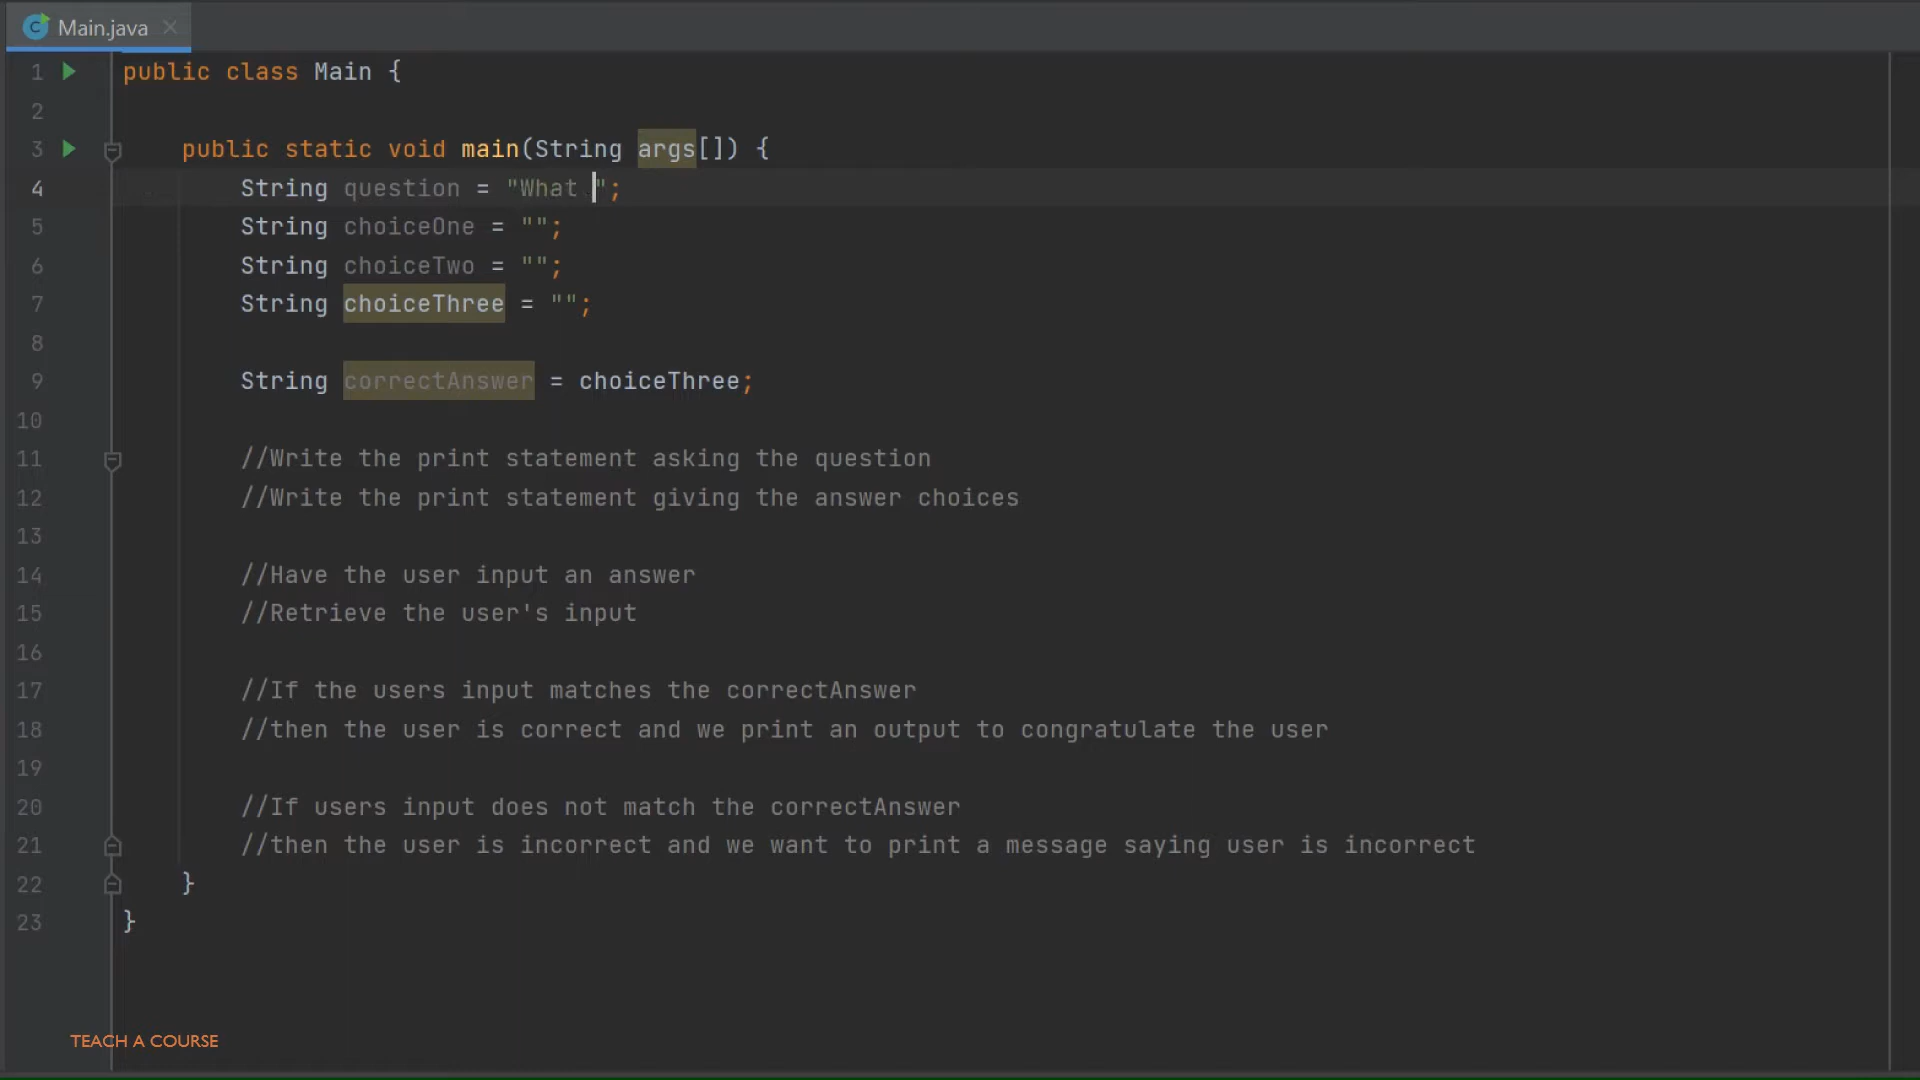 Main.java
1 public class Main {
2
3 public static void main(String args[]) {
4 String question = "What ";
5 String choiceOne = "";
6 String choiceTwo = "";
7 String choiceThree = "";
8
9 String correctAnswer = choiceThree;
10
11 //Write the print statement asking the question
12 //Write the print statement giving the answer choices
13
14 //Have the user input an answer
15 //Retrieve the user's input
16
17 //If the users input matches the correctAnswer
18 //then the user is correct and we print an output to congratulate the user
19
20 //If users input does not match the correctAnswer
21 //then the user is incorrect and we want to print a message saying user is incorrect
22 }
23 }
TEACH A COURSE